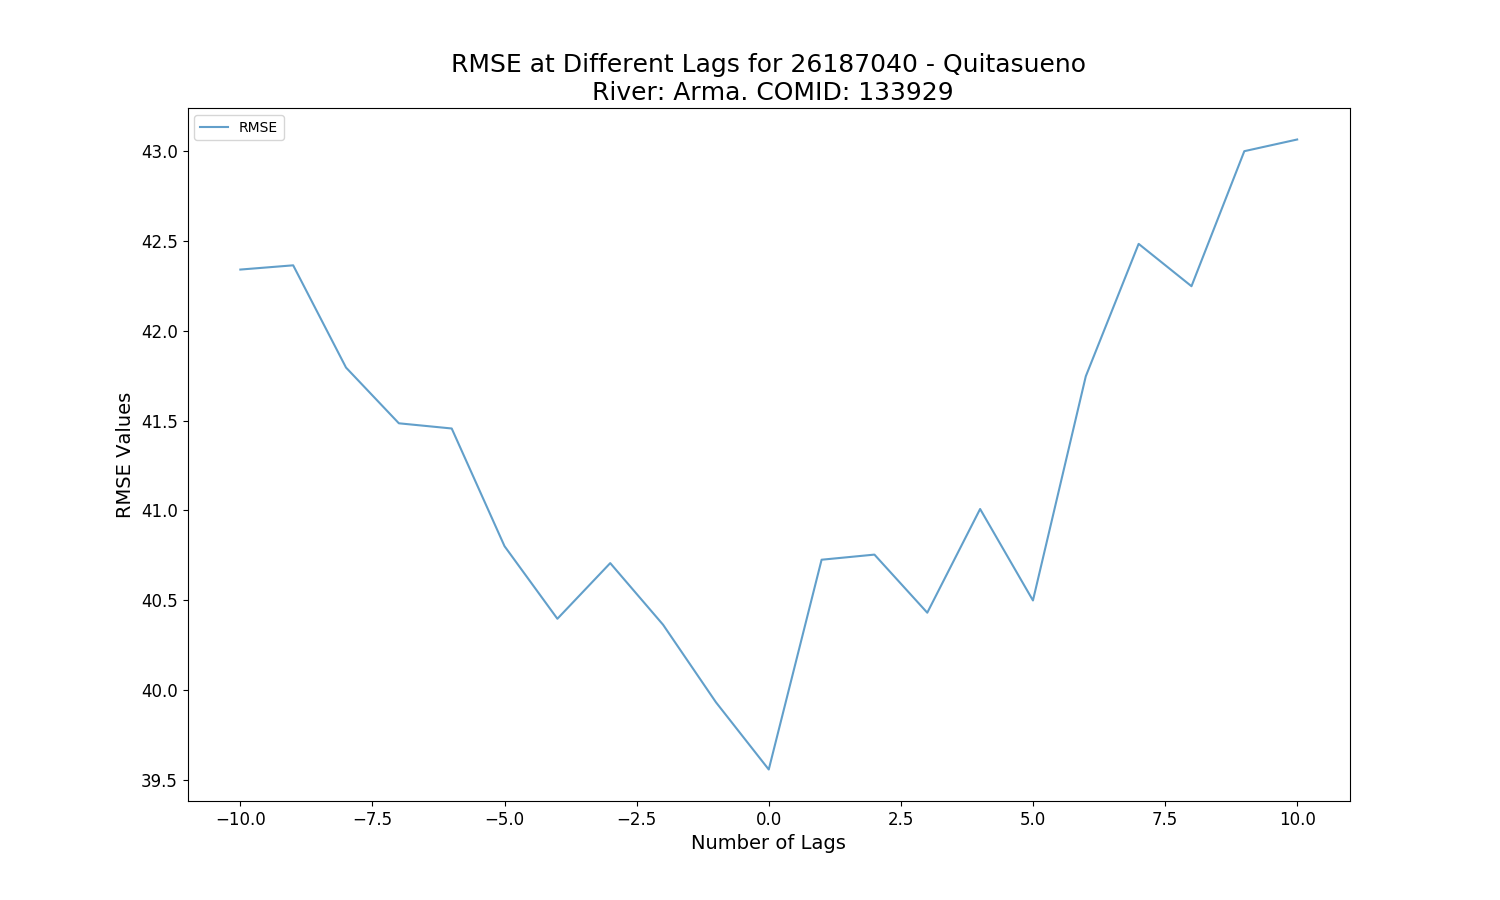 RMSE at Different Lags for 26187040 - Quitasueno
River: Arma. COMID: 133929
RMSE
43.0
42.5
42.0
41.5
41.0
40.5
40.0
39.5
RMSE Values
−10.0 −7.5 −5.0 −2.5 0.0 2.5 5.0 7.5 10.0
Number of Lags